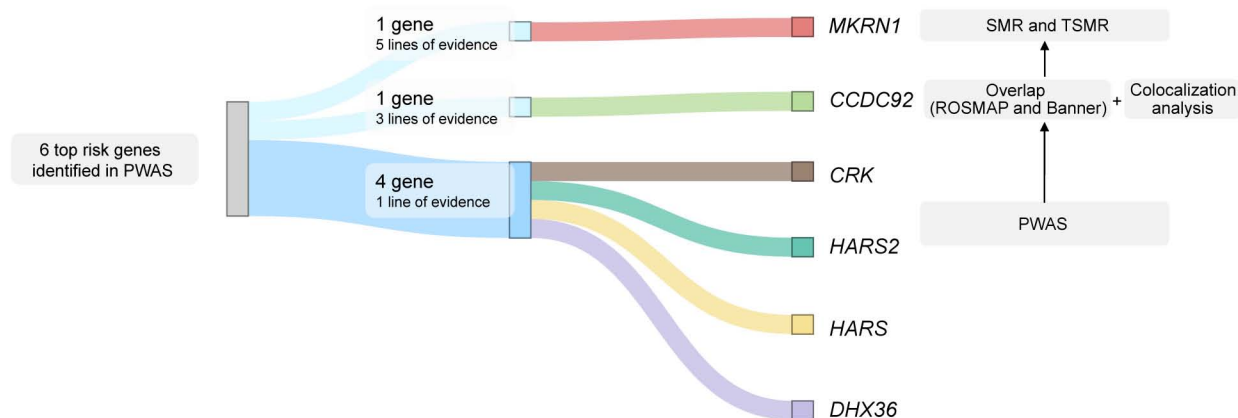 6 top risk genes
identified in PWAS
1 gene
5 lines of evidence
1 gene
3 lines of evidence
4 gene
1 line of evidence
MKRN1
CCDC92
CRK
HARS2
HARS
DHX36
SMR and TSMR
Overlap
(ROSMAP and Banner)
+
Colocalization
analysis
PWAS